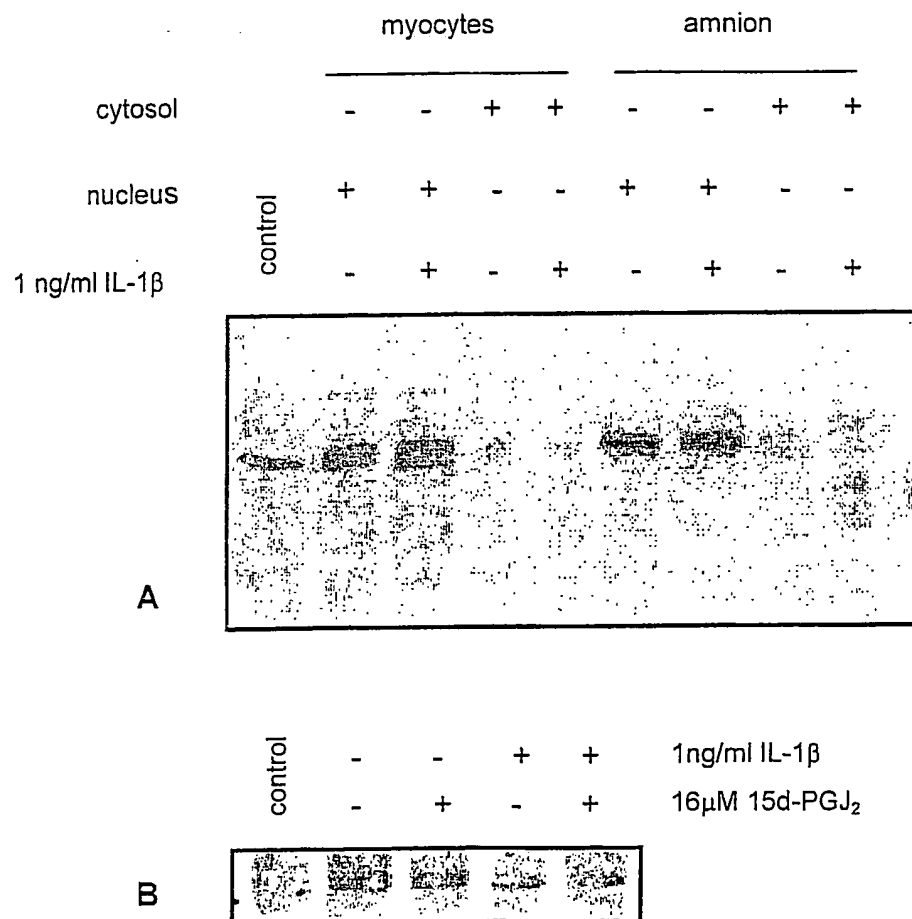 myocytes amnion
cytosol - - + + - - + +
nucleus + + - - + + - -
control
1 ng/ml IL-1β - + - + - + - +
A
control
- - + + 1ng/ml IL-1β
- + - + 16μM 15d-PGJ₂
B